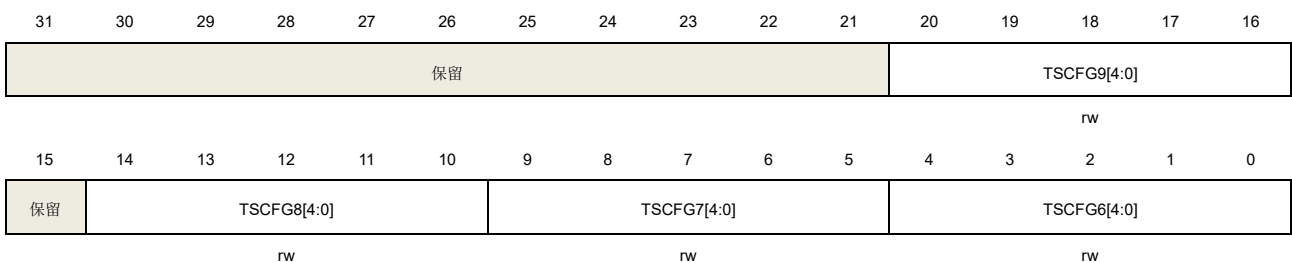 31 30 29 28 27 26 25 24 23 22 21 20 19 18 17 16
保留 TSCFG9[4:0]
rw
15 14 13 12 11 10 9 8 7 6 5 4 3 2 1 0
保留 TSCFG8[4:0] TSCFG7[4:0] TSCFG6[4:0]
rw rw rw